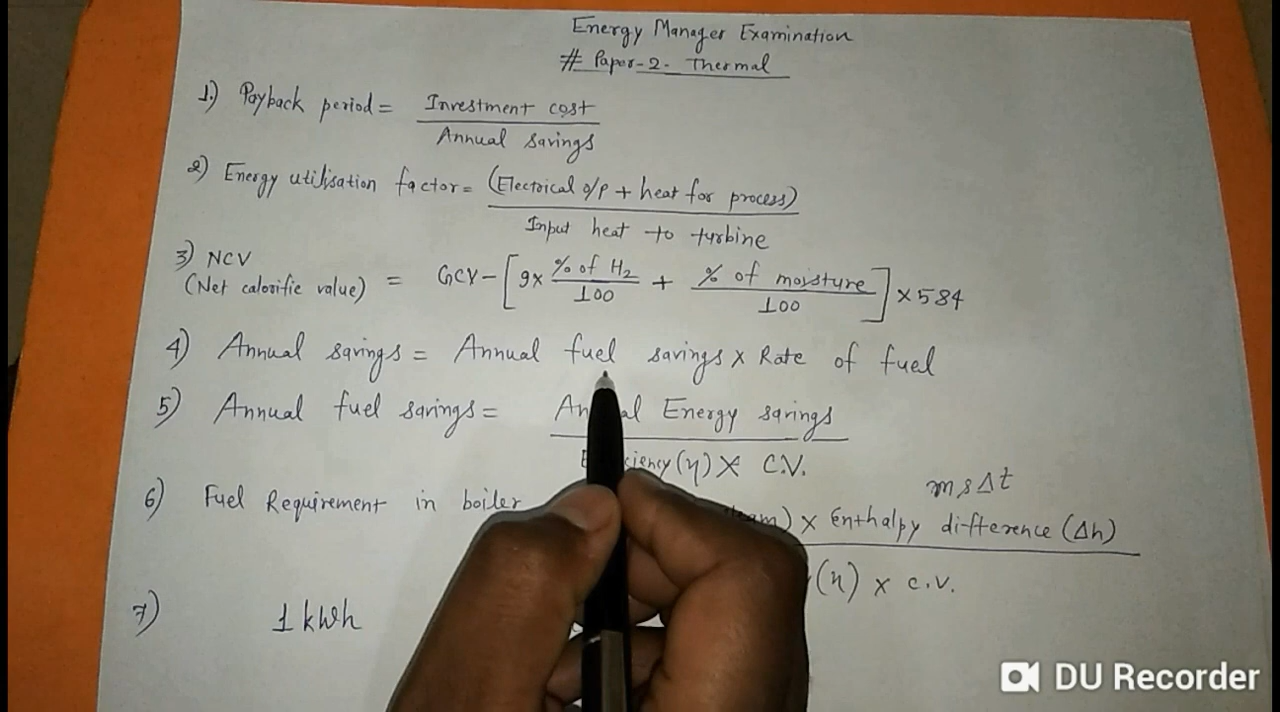 Energy Manager Examination
# Paper-2- Thermal
1.) Payback period = Investment cost
Annual savings
2) Energy utilisation factor = (Electrical o/p + heat for process)
Input heat to turbine
3) NCV
(Net calorific value) = GCV - [9x % of H2 / 100 + % of moisture / 100] x 584
4) Annual savings = Annual fuel savings x Rate of fuel
5) Annual fuel savings = Energy savings
(η) x C.V.
m s Δt
6) Fuel Requirement in boiler ) x Enthalpy difference (Δh)
(η) x C.V.
7) 1 kWh
DU Recorder